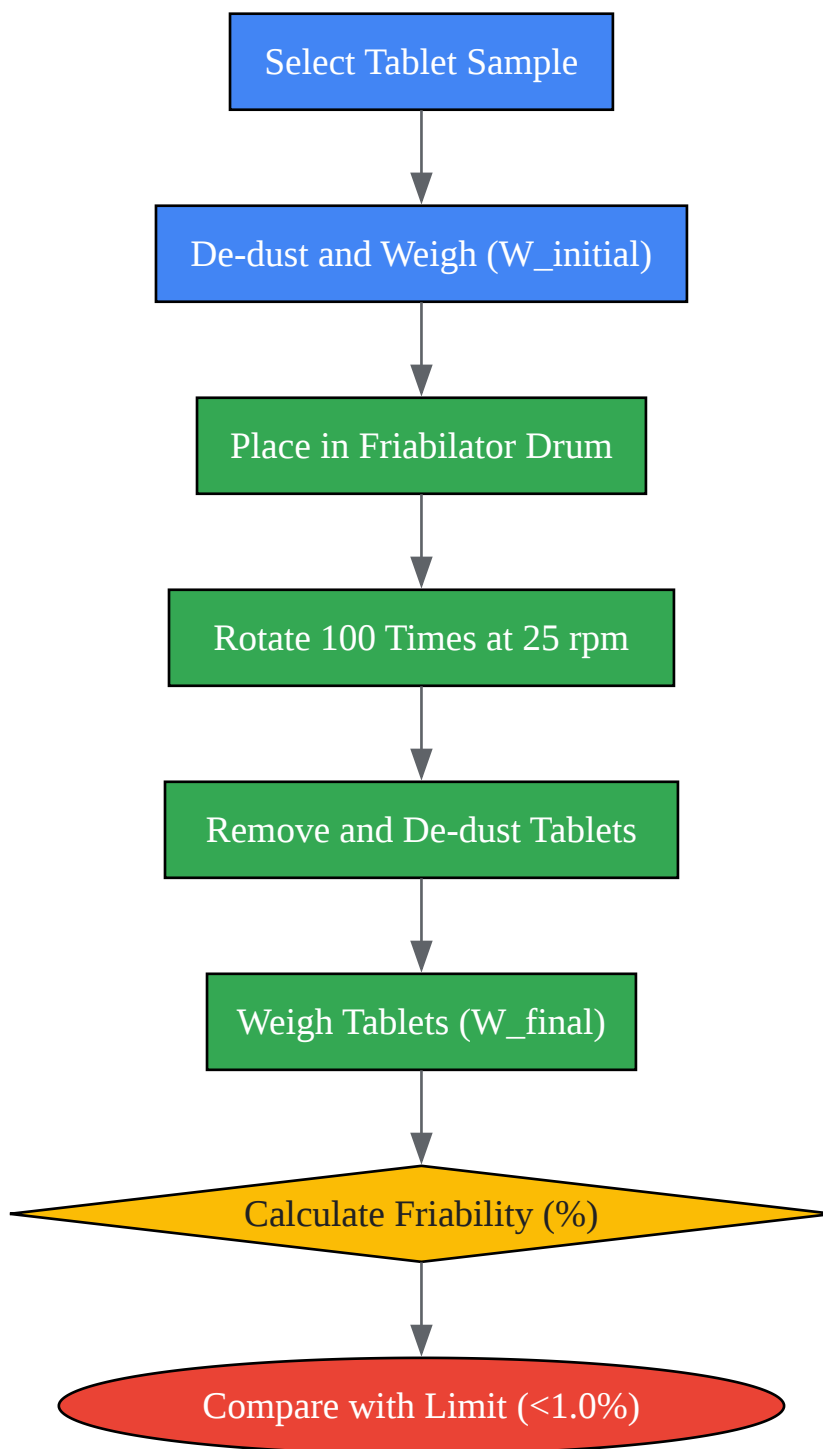 Select Tablet Sample
De-dust and Weigh (W_initial)
Place in Friabilator Drum
Rotate 100 Times at 25 rpm
Remove and De-dust Tablets
Weigh Tablets (W_final)
Calculate Friability (%)
Compare with Limit (<1.0%)